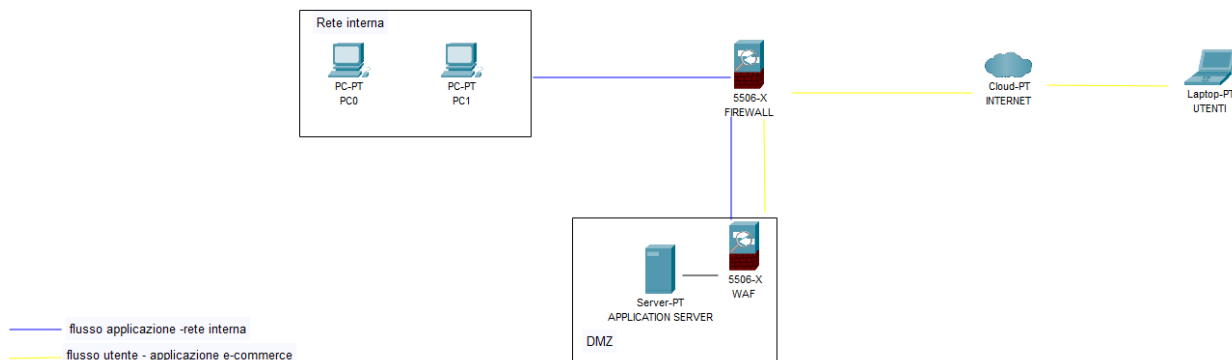 Rete interna
PC-PT
PC0
PC-PT
PC1
5506-X
FIREWALL
Cloud-PT
INTERNET
Laptop-PT
UTENTI
5506-X
WAF
Server-PT
APPLICATION SERVER
DMZ
flusso applicazione -rete interna
flusso utente - applicazione e-commerce